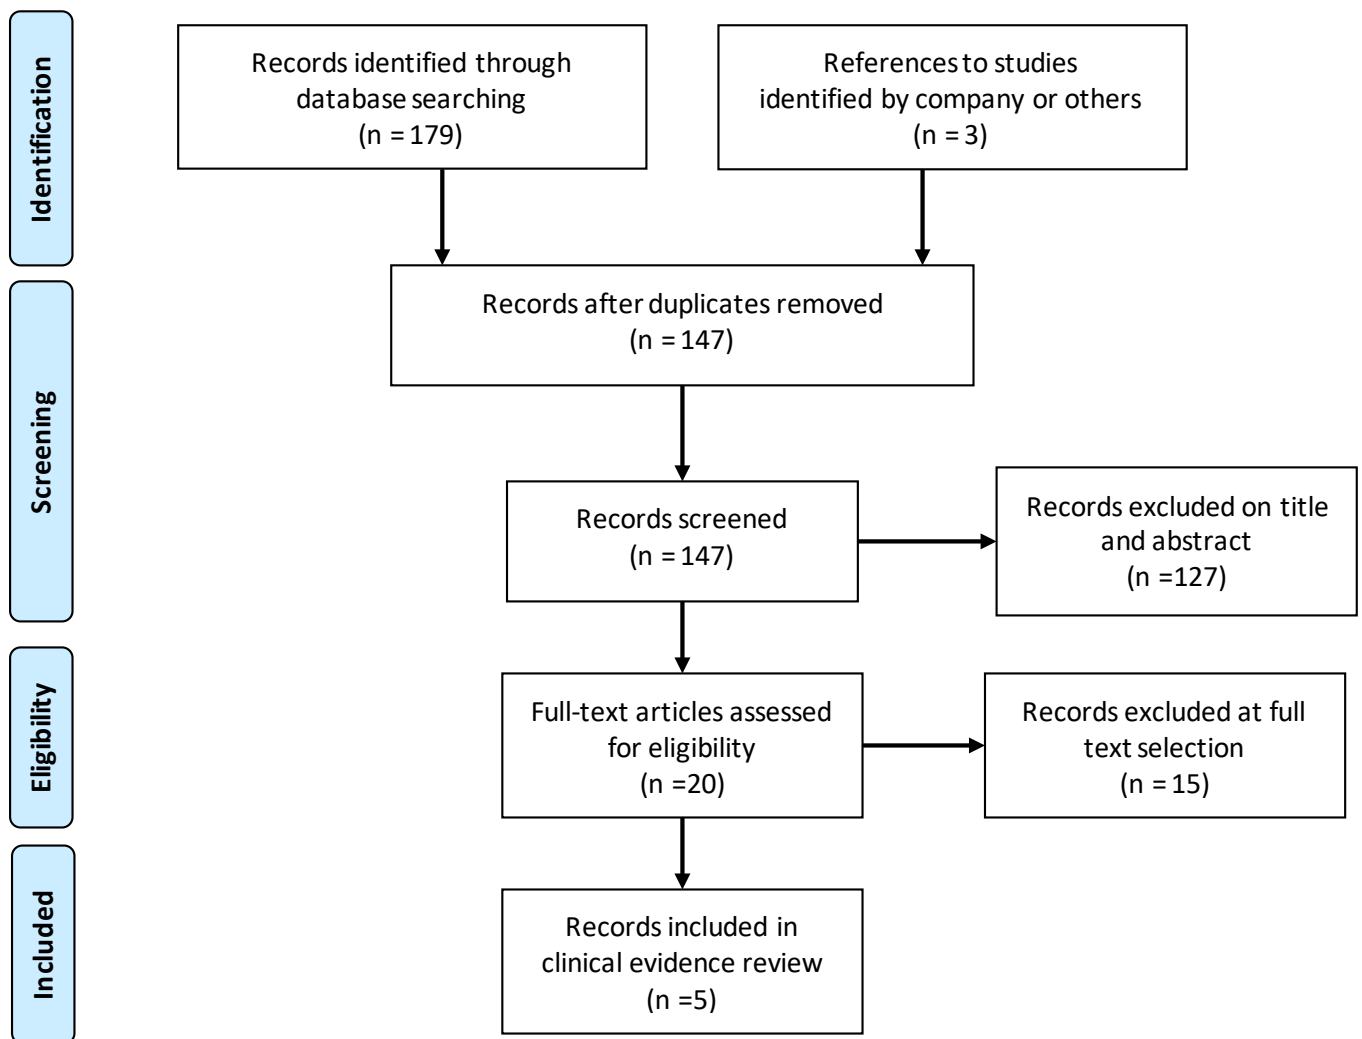 Identification
Records identified through
database searching
(n = 179)
References to studies
identified by company or others
(n = 3)
Screening
Records after duplicates removed
(n = 147)
Records screened
(n = 147)
Records excluded on title
and abstract
(n =127)
Eligibility
Full-text articles assessed
for eligibility
(n =20)
Records excluded at full
text selection
(n = 15)
Included
Records included in
clinical evidence review
(n =5)